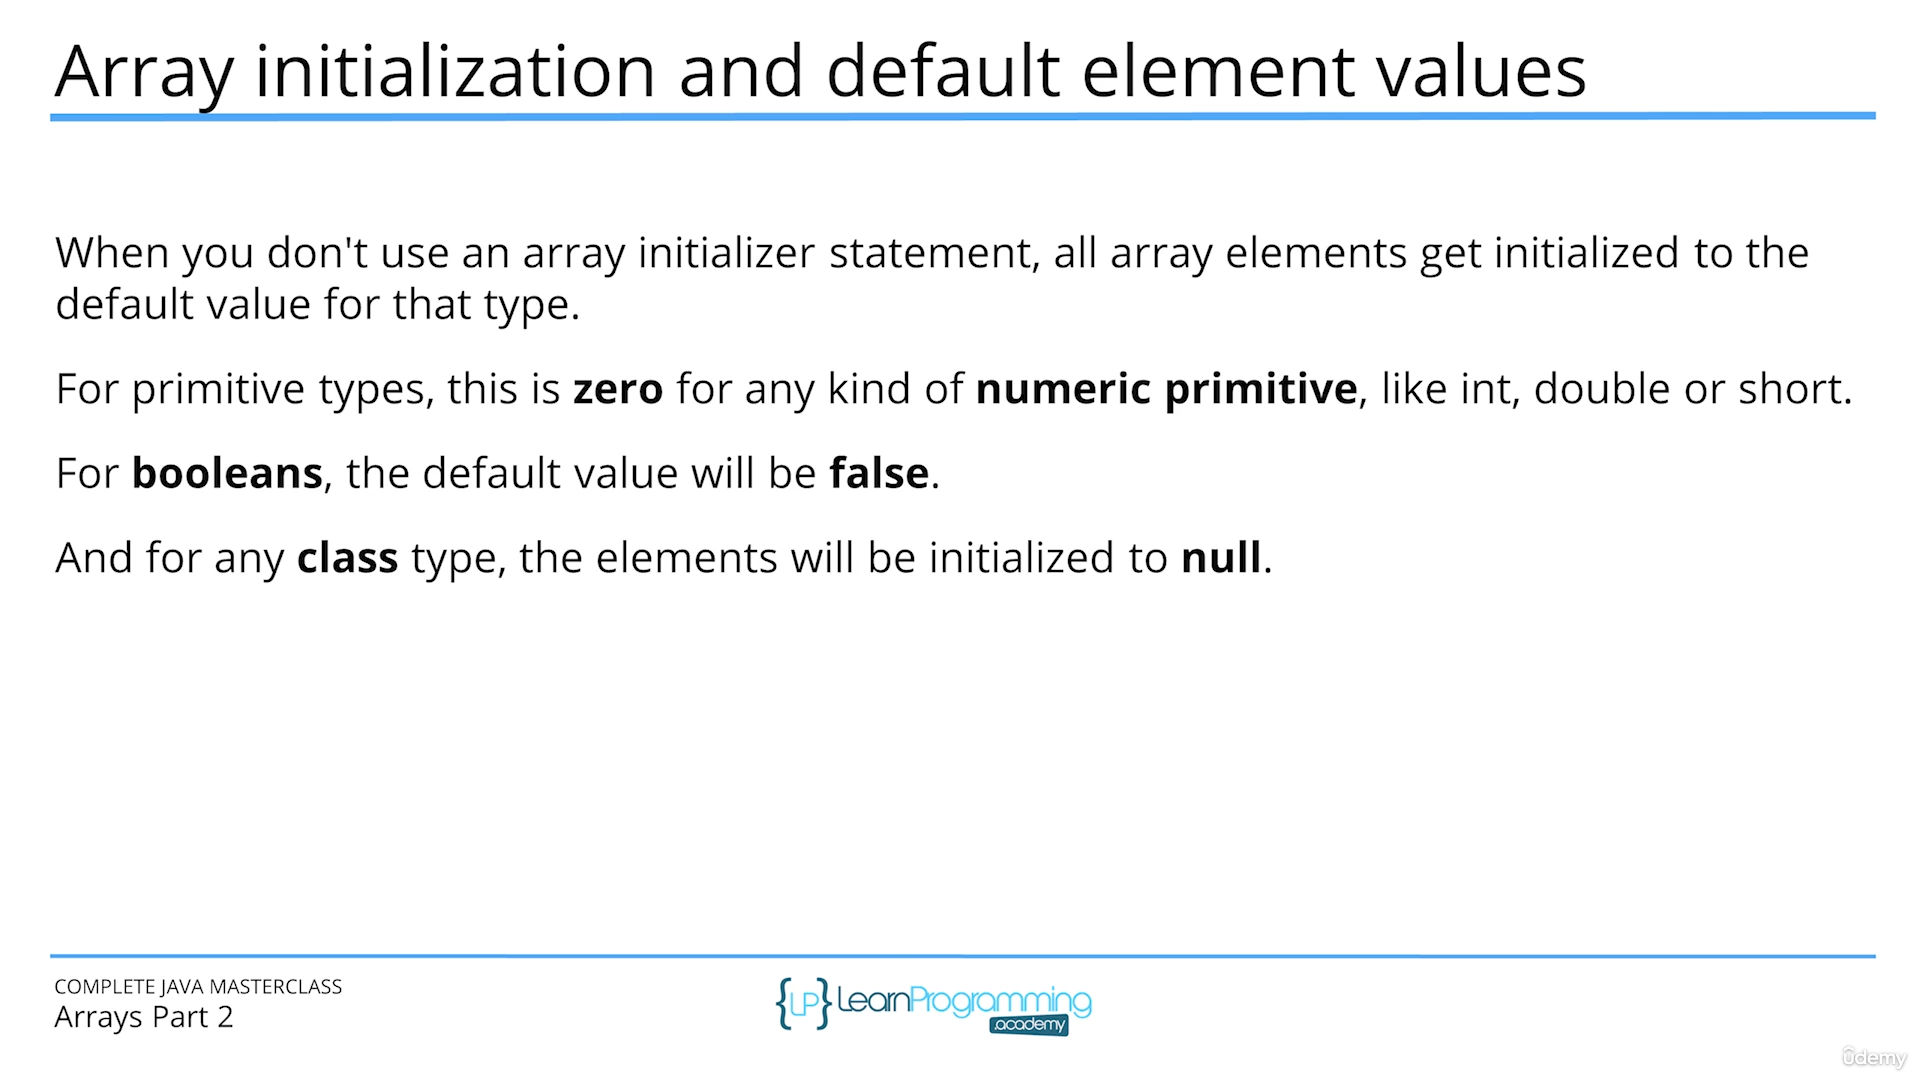 Array initialization and default element values
When you don't use an array initializer statement, all array elements get initialized to the
default value for that type.
For primitive types, this is zero for any kind of numeric primitive, like int, double or short.
For booleans, the default value will be false.
And for any class type, the elements will be initialized to null.
COMPLETE JAVA MASTERCLASS
Arrays Part 2
{LP} LearnProgramming
.academy
ûdemy